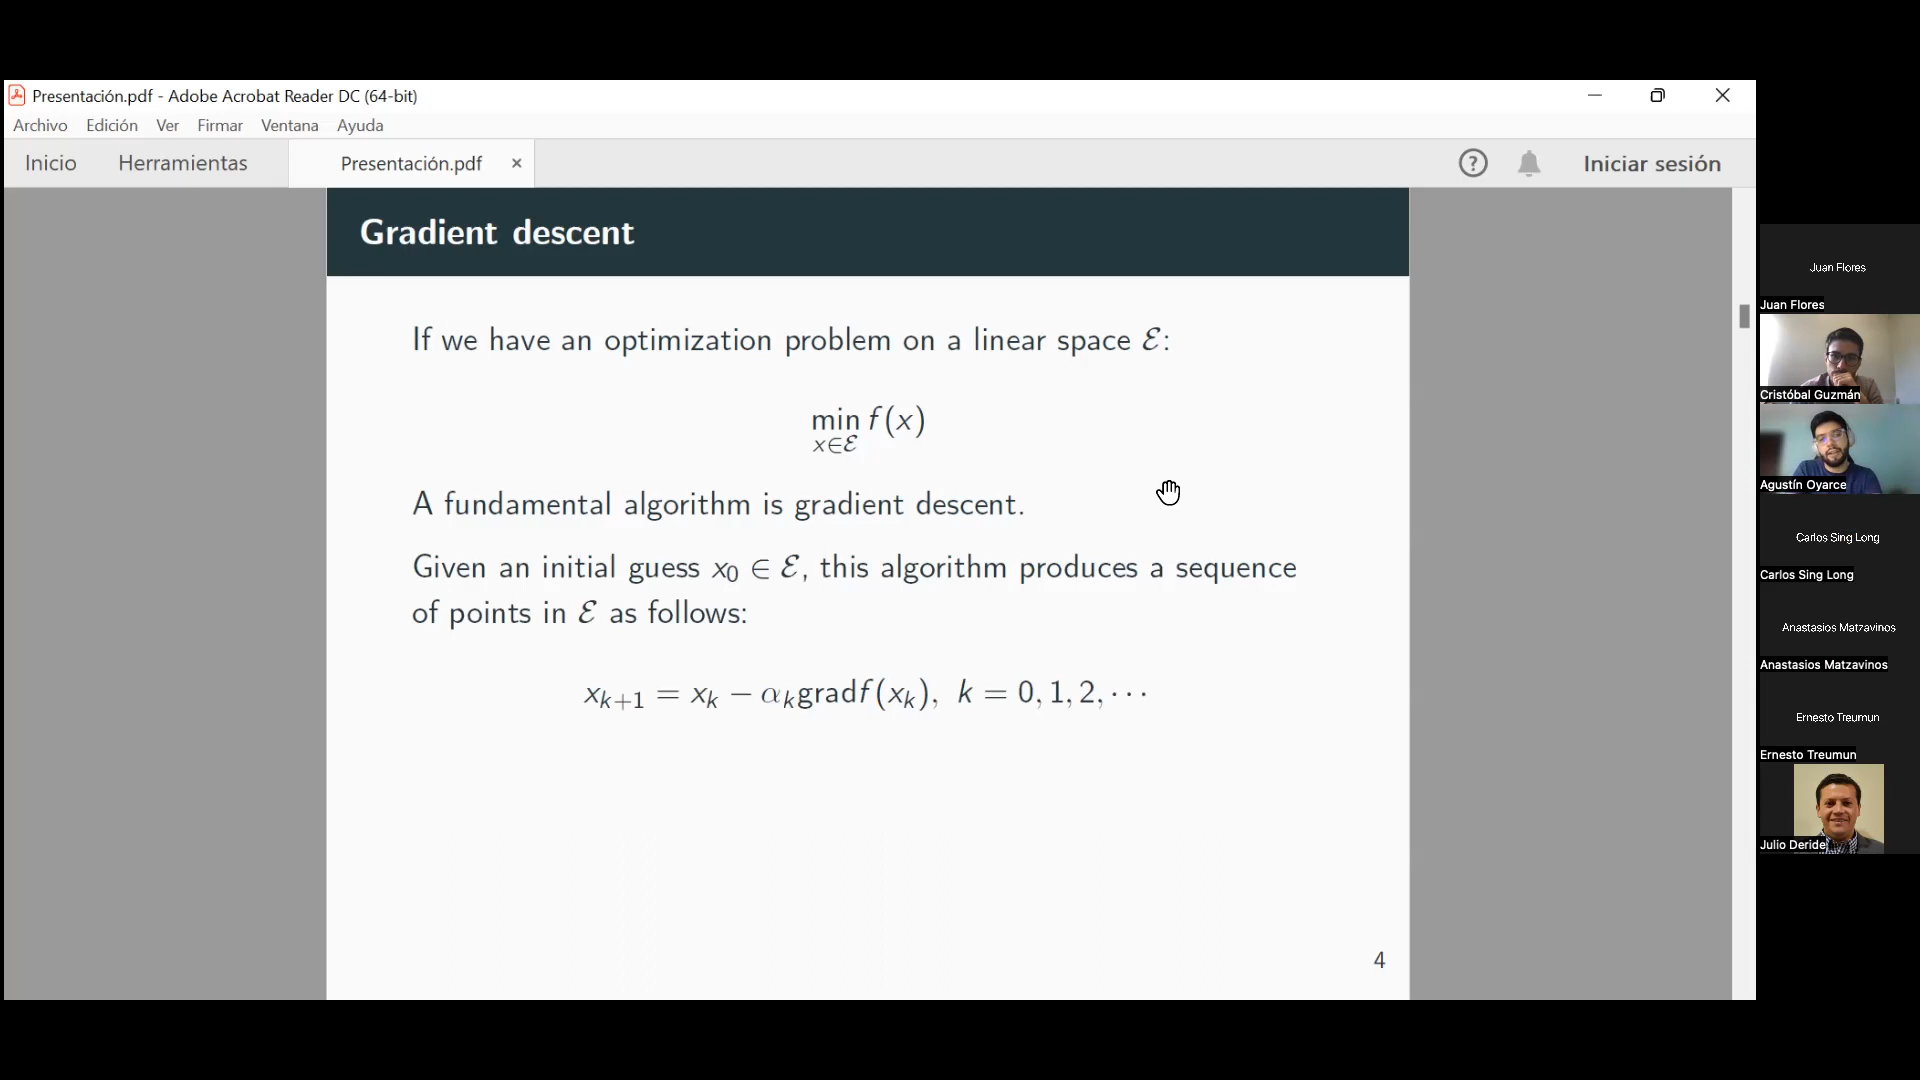 Presentación.pdf - Adobe Acrobat Reader DC (64-bit)
Archivo Edición Ver Firmar Ventana Ayuda
Inicio Herramientas Presentación.pdf × ? Iniciar sesión
Gradient descent
If we have an optimization problem on a linear space ℰ:
min f(x)
x∈ℰ
A fundamental algorithm is gradient descent.
Given an initial guess x₀ ∈ ℰ, this algorithm produces a sequence
of points in ℰ as follows:
xₖ₊₁ = xₖ − αₖgradf(xₖ), k = 0, 1, 2, ⋯
4
Juan Flores
Juan Flores
Cristóbal Guzmán
Agustín Oyarce
Carlos Sing Long
Carlos Sing Long
Anastasios Matzavinos
Anastasios Matzavinos
Ernesto Treumun
Ernesto Treumun
Julio Deride